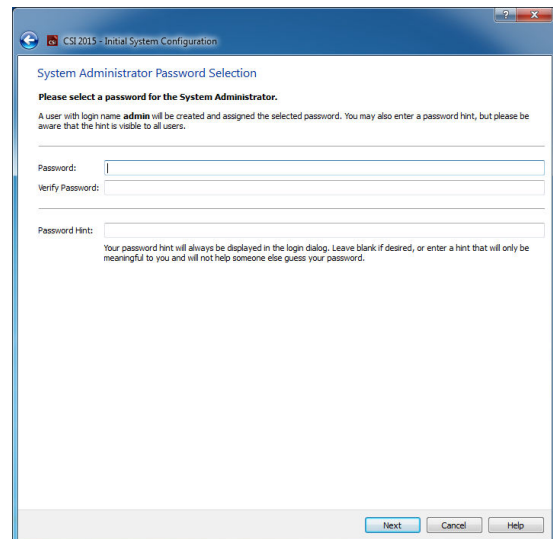 ?
x
CSI
CSI 2015 - Initial System Configuration
System Administrator Password Selection
Please select a password for the System Administrator.
A user with login name admin will be created and assigned the selected password. You may also enter a password hint, but please be
aware that the hint is visible to all users.
Password:
Verify Password:
Password Hint:
Your password hint will always be displayed in the login dialog. Leave blank if desired, or enter a hint that will only be
meaningful to you and will not help someone else guess your password.
Next Cancel Help